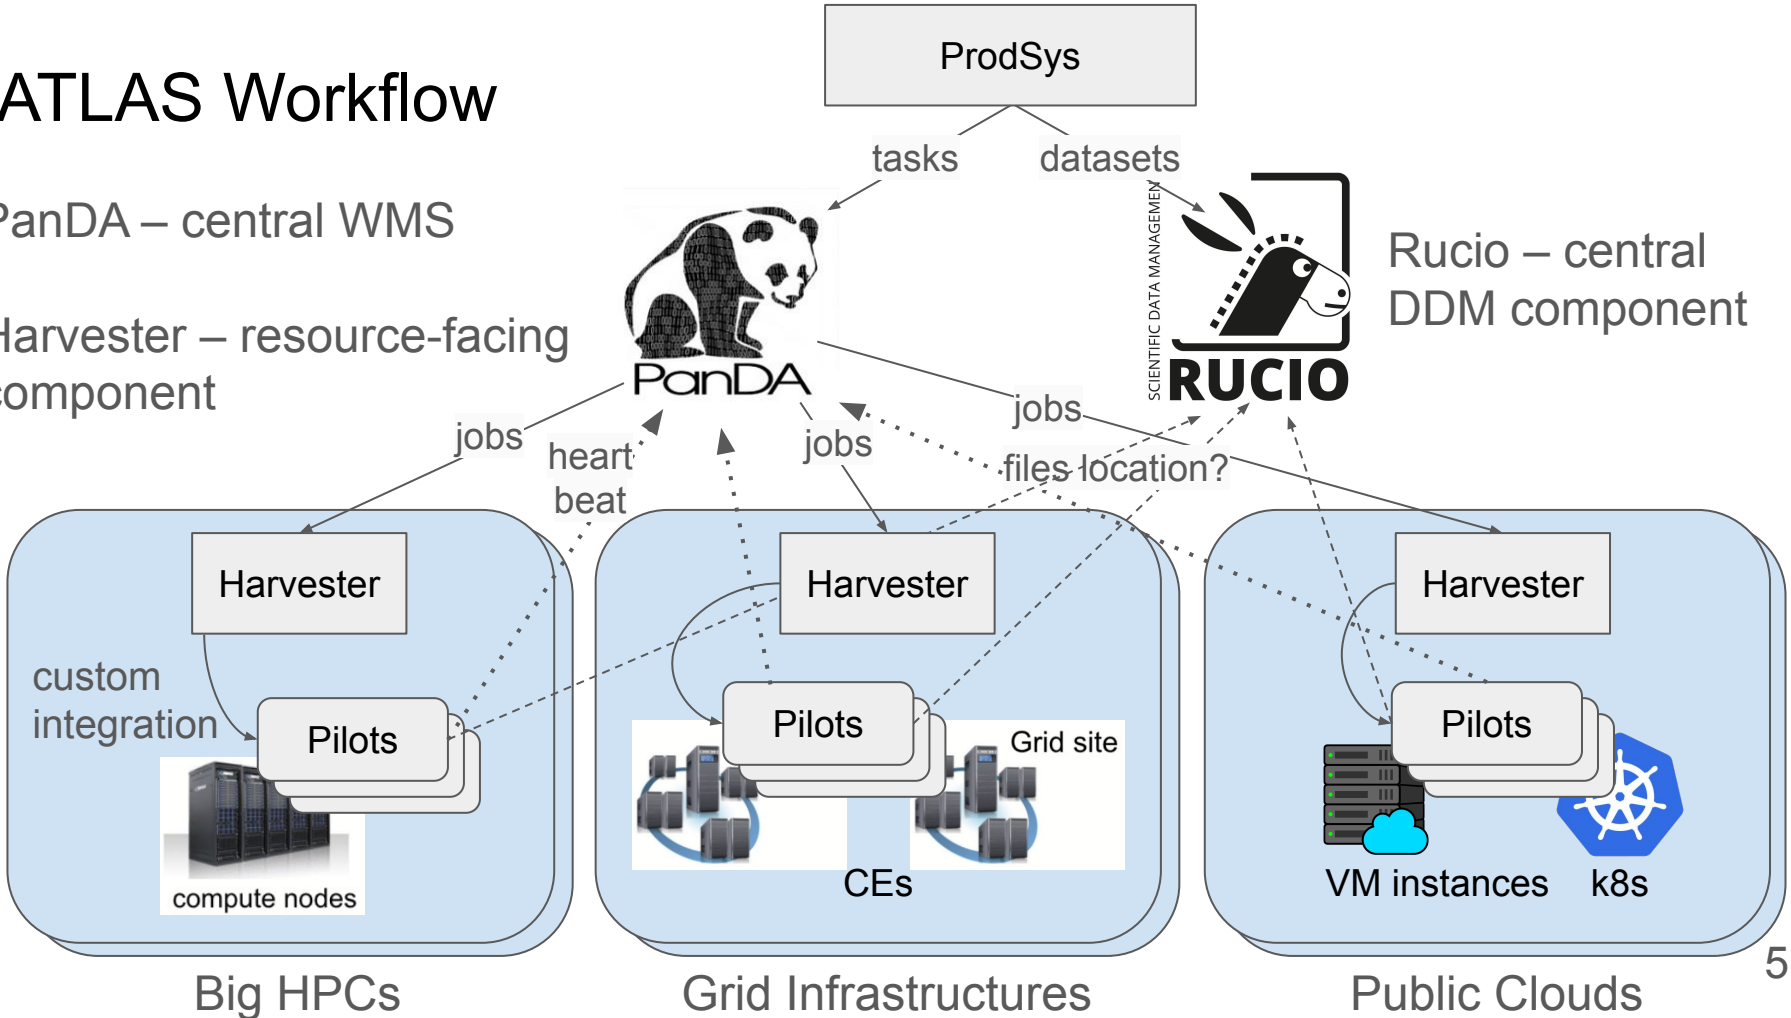 ProdSys
ATLAS Workflow
tasks
datasets
PanDA – central WMS
Harvester – resource-facing
component
PanDA
SCIENTIFIC DATA MANAGEMEN
RUCIO
Rucio – central
DDM component
jobs
heart
beat
jobs
jobs
files location?
Harvester
Harvester
Harvester
custom
integration
Pilots
Pilots
Pilots
Grid site
compute nodes
CEs
VM instances
k8s
Big HPCs
Grid Infrastructures
Public Clouds
5